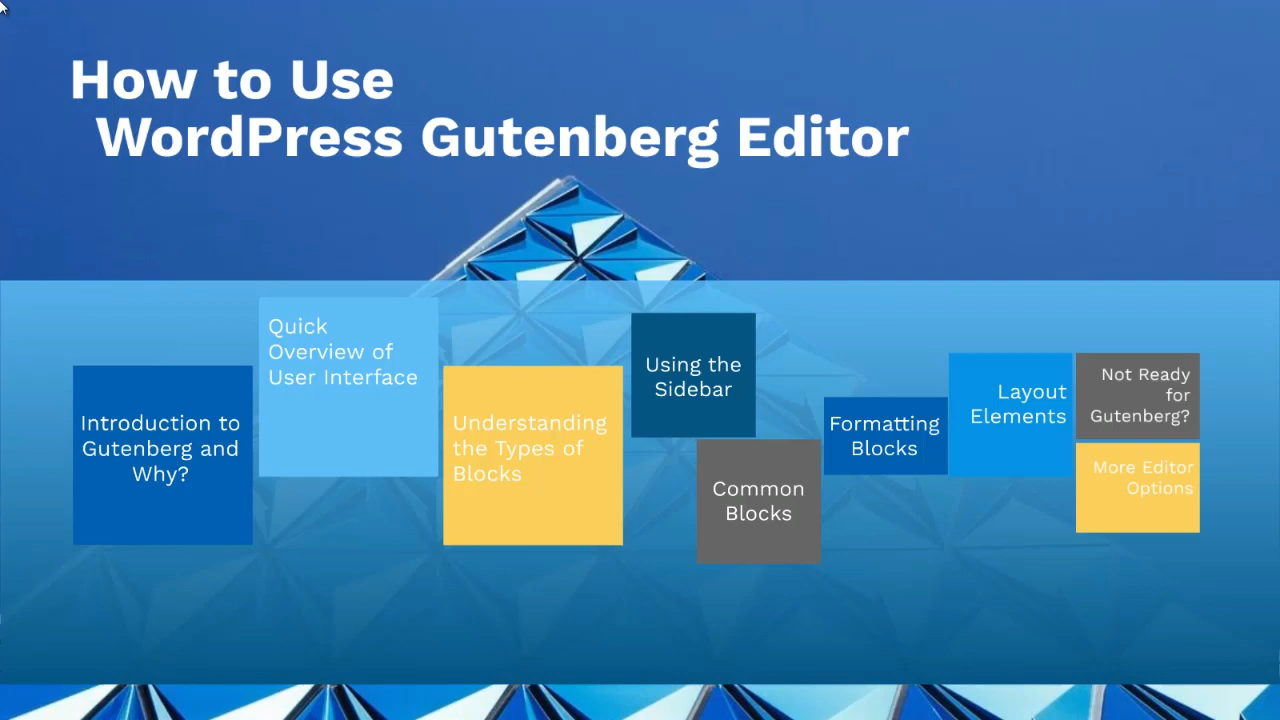 How to Use
WordPress Gutenberg Editor
Introduction to
Gutenberg and
Why?
Quick
Overview of
User Interface
Understanding
the Types of
Blocks
Using the
Sidebar
Common
Blocks
Formatting
Blocks
Layout
Elements
Not Ready
for
Gutenberg?
More Editor
Options